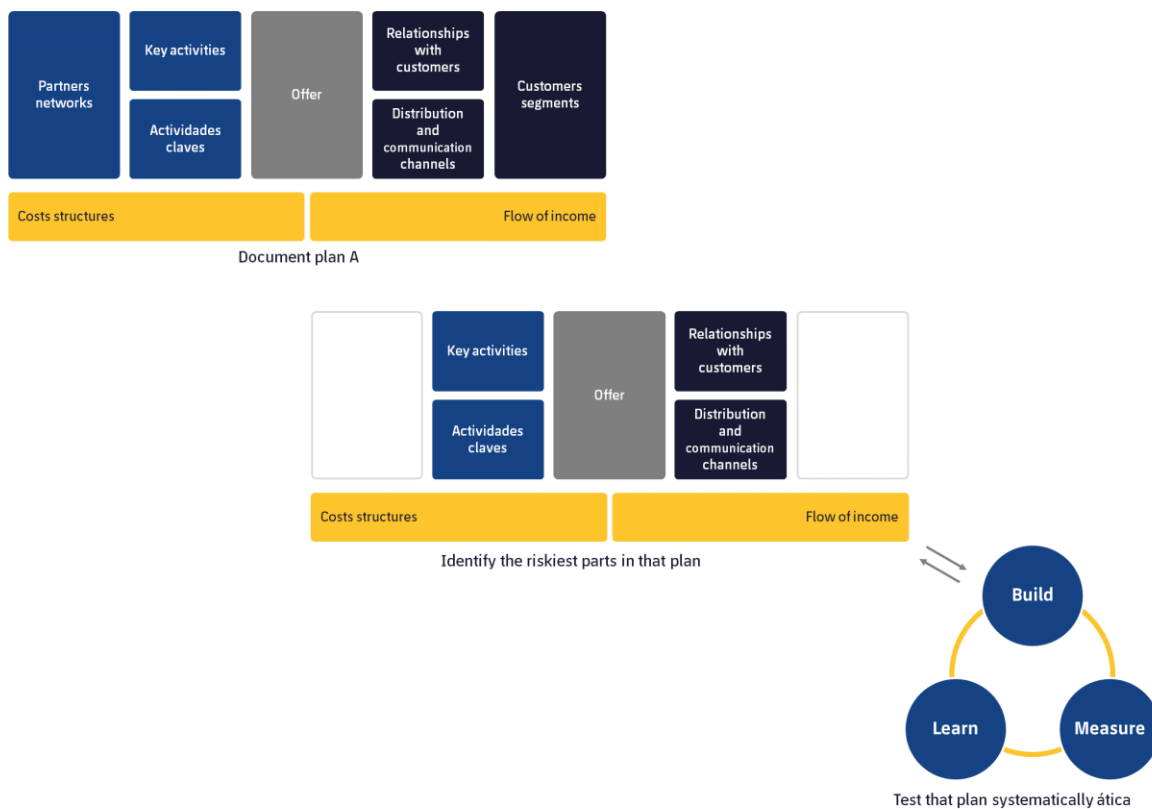 Partners
networks
Key activities
Actividades
claves
Offer
Relationships
with
customers
Distribution
and
communication
channels
Customers
segments
Costs structures
Flow of income
Document plan A
Key activities
Actividades
claves
Offer
Relationships
with
customers
Distribution
and
communication
channels
Costs structures
Flow of income
Identify the riskiest parts in that plan
Build
Learn
Measure
Test that plan systematically ática